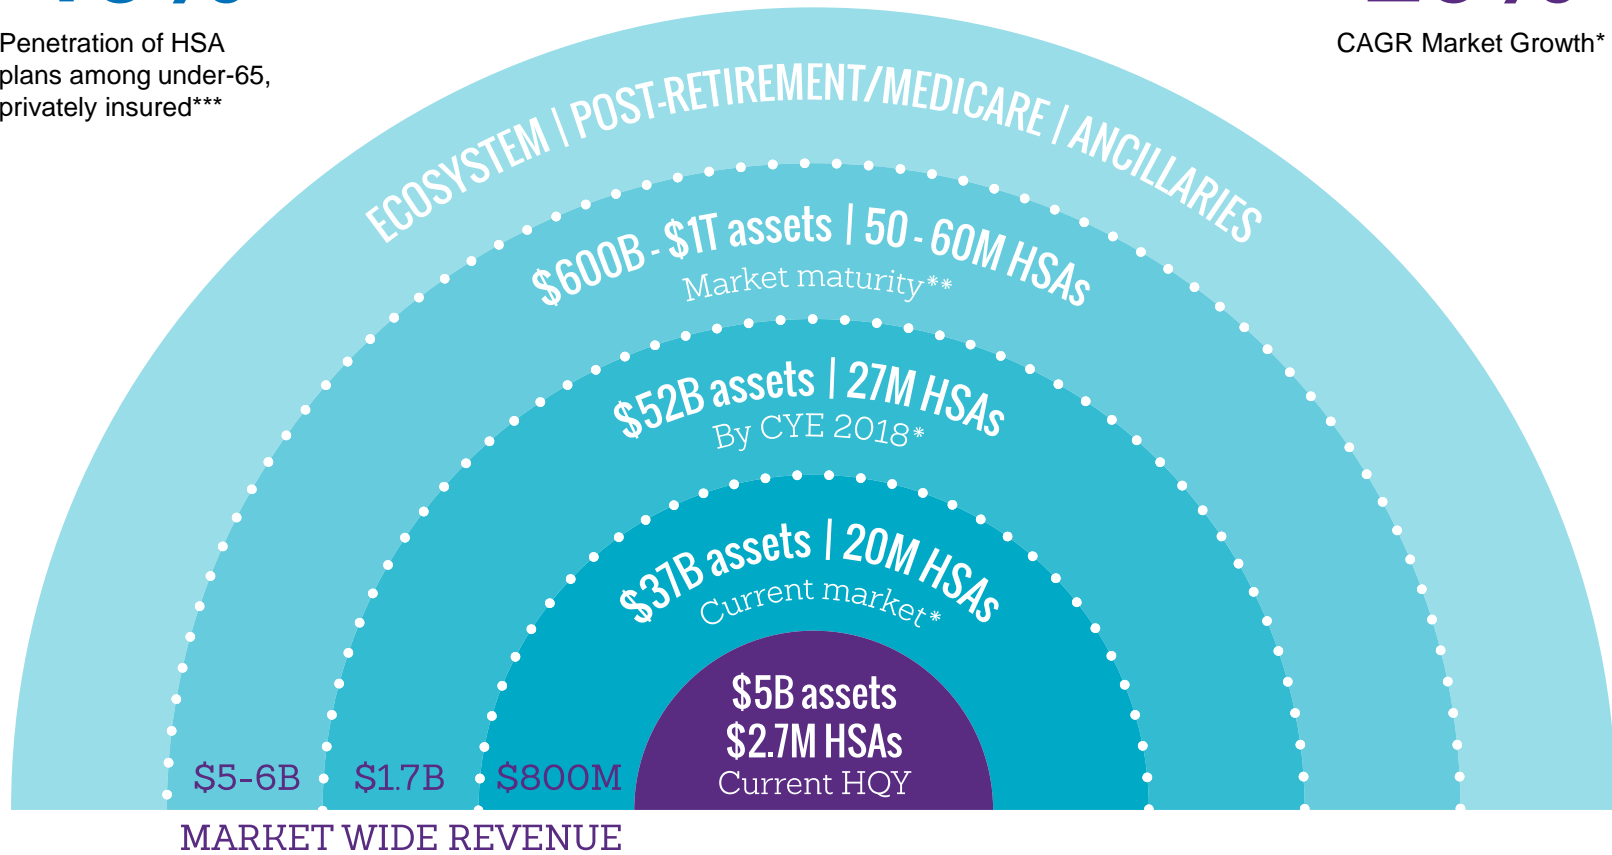 Penetration of HSA
plans among under-65,
privately insured***
CAGR Market Growth*
ECOSYSTEM | POST-RETIREMENT/MEDICARE | ANCILLARIES
$600B - $1T assets | 50 - 60M HSAs
Market maturity**
$52B assets | 27M HSAs
By CYE 2018*
$37B assets | 20M HSAs
Current market*
$5B assets
$2.7M HSAs
Current HQY
$5-6B
$1.7B
$800M
MARKET WIDE REVENUE